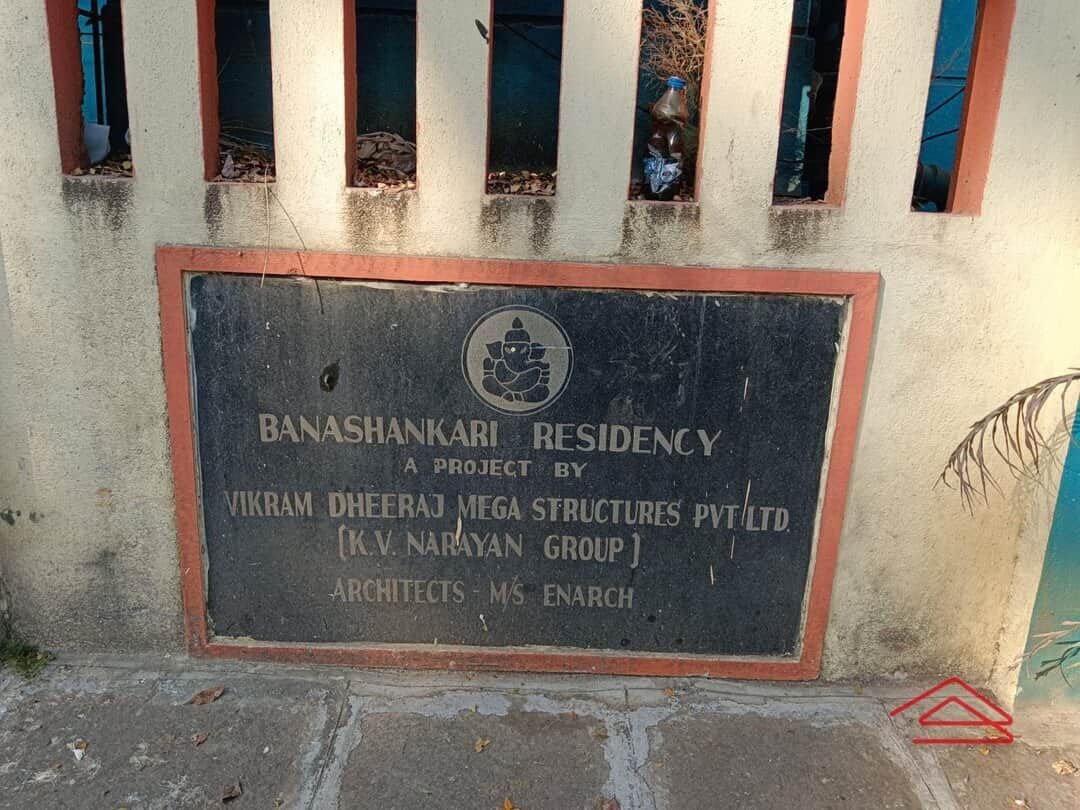 BANASHANKARI RESIDENCY
A PROJECT BY
VIKRAM DHEERAJ MEGA STRUCTURES PVT LTD.
[K.V. NARAYAN GROUP]
ARCHITECTS - M/S ENARCH